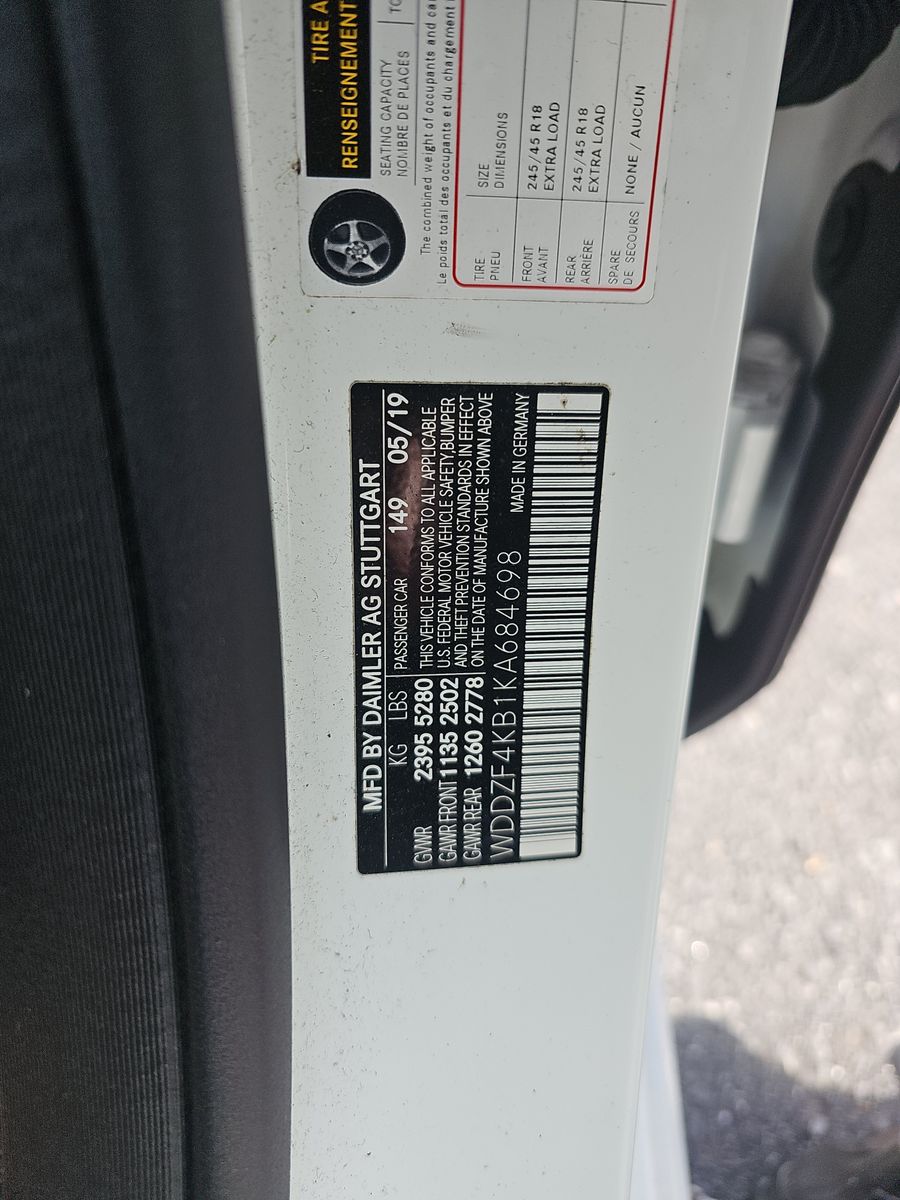 TIRE A
RENSEIGNEMENT
SEATING CAPACITY
NOMBRE DE PLACES
The combined weight of occupants and
Le poids total des occupants et du chargement
TIRE
PNEU
SIZE
DIMENSIONS
FRONT
AVANT
245/45 R18
EXTRA LOAD
REAR
ARRIÈRE
245/45 R18
EXTRA LOAD
SPARE
DE SECOURS
NONE / AUCUN
MFD BY DAIMLER AG STUTTGART
KG LBS PASSENGER CAR 149 05/19
GVWR 2395 5280 THIS VEHICLE CONFORMS TO ALL APPLICABLE
GAWR FRONT 1135 2502 U.S. FEDERAL MOTOR VEHICLE SAFETY,BUMPER
GAWR REAR 1260 2778 AND THEFT PREVENTION STANDARDS IN EFFECT
ON THE DATE OF MANUFACTURE SHOWN ABOVE
WDDZF4KB1KA684698 MADE IN GERMANY